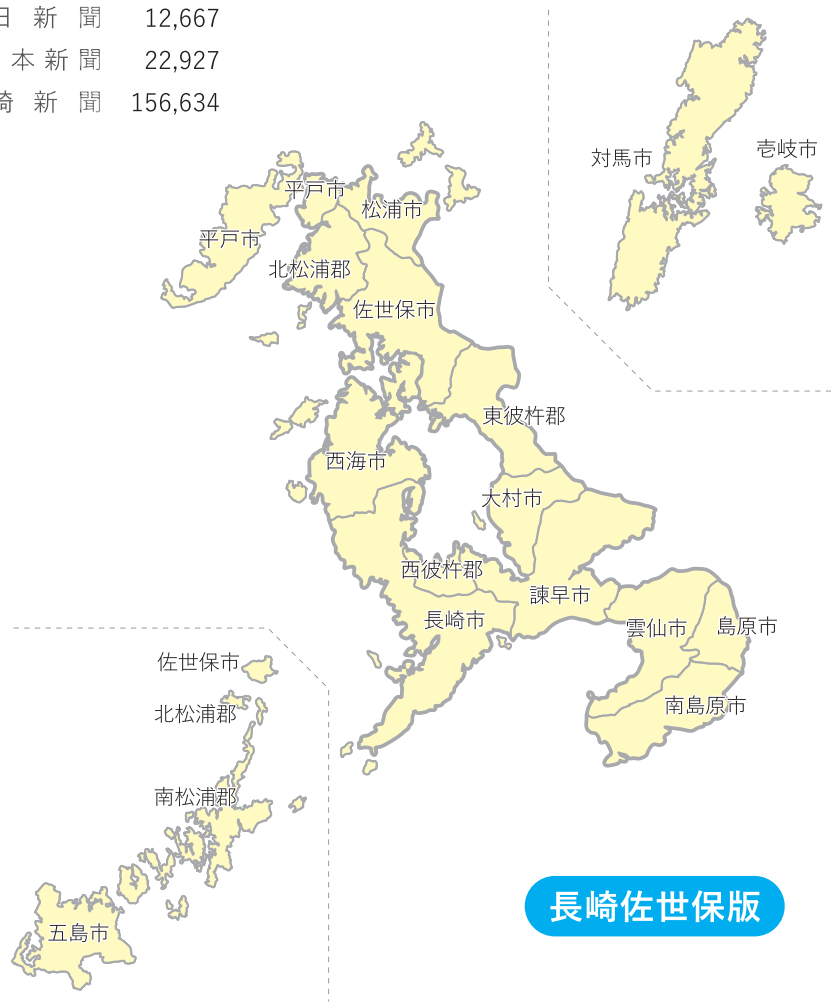 日新聞 12,667
本新聞 22,927
崎新聞 156,634
対馬市
壱岐市
平戸市
松浦市
平戸市
北松浦郡
佐世保市
東彼杵郡
西海市
大村市
西彼杵郡
諫早市
長崎市
雲仙市
島原市
南島原市
佐世保市
北松浦郡
南松浦郡
五島市
長崎佐世保版